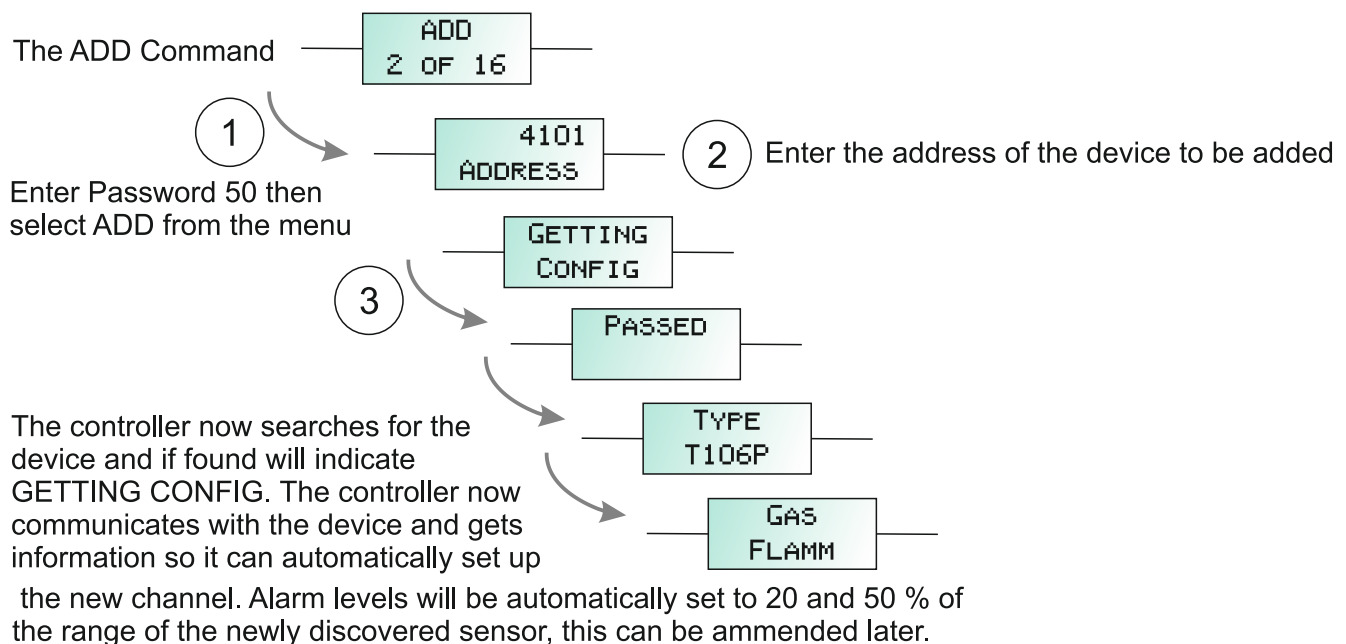 The ADD Command
ADD
2 OF 16
1
4101
ADDRESS
2
Enter the address of the device to be added
Enter Password 50 then
select ADD from the menu
GETTING
CONFIG
3
PASSED
TYPE
T106P
The controller now searches for the
device and if found will indicate
GETTING CONFIG. The controller now
communicates with the device and gets
information so it can automatically set up
GAS
FLAMM
the new channel. Alarm levels will be automatically set to 20 and 50 % of
the range of the newly discovered sensor, this can be ammended later.